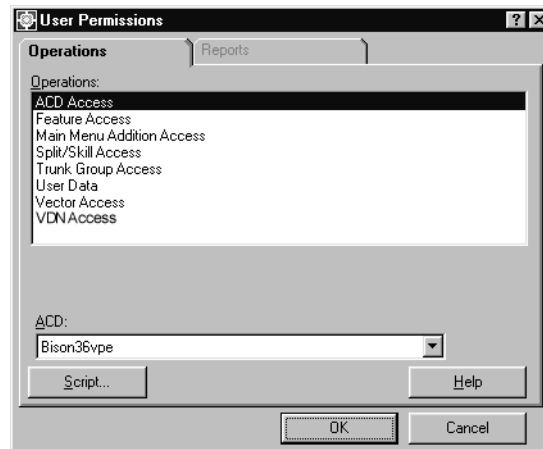 User Permissions
Operations Reports
Operations:
ACD Access
Feature Access
Main Menu Addition Access
Split/Skill Access
Trunk Group Access
User Data
Vector Access
VDN Access
ACD:
Bison36vpe
Script... Help
OK Cancel